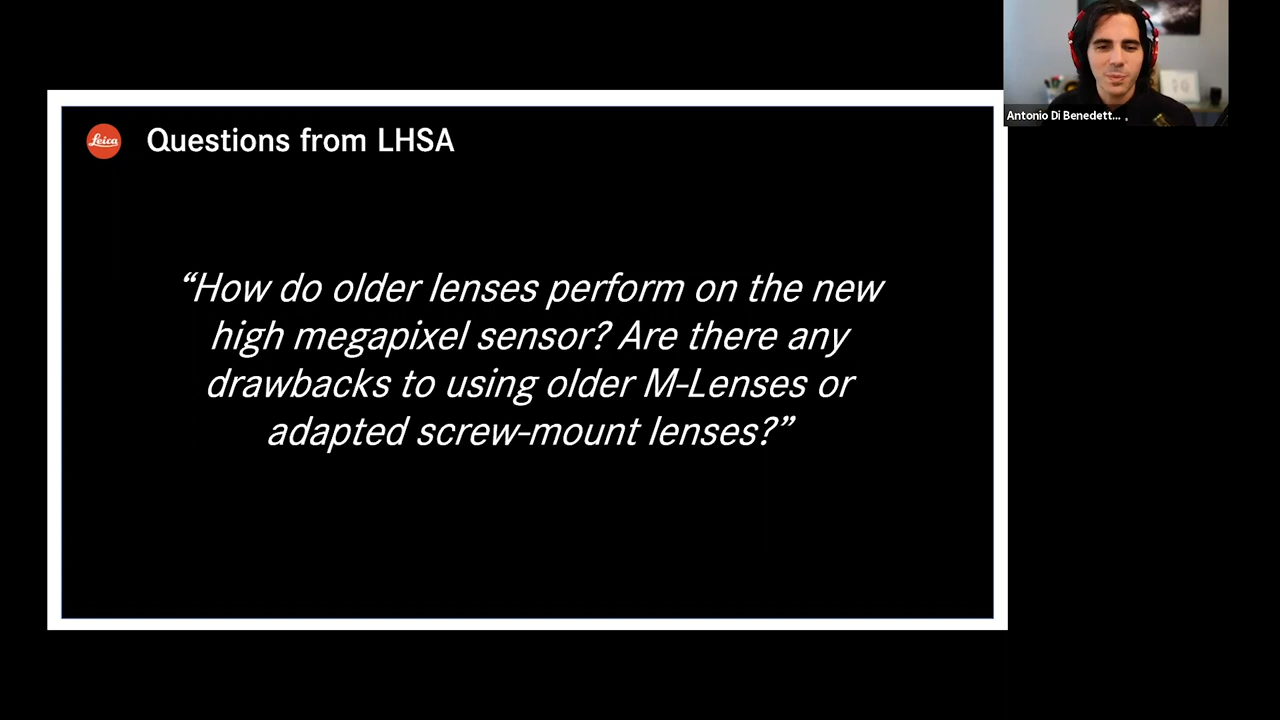 Leica
Questions from LHSA
“How do older lenses perform on the new
high megapixel sensor? Are there any
drawbacks to using older M-Lenses or
adapted screw-mount lenses?”
Antonio Di Benedett...